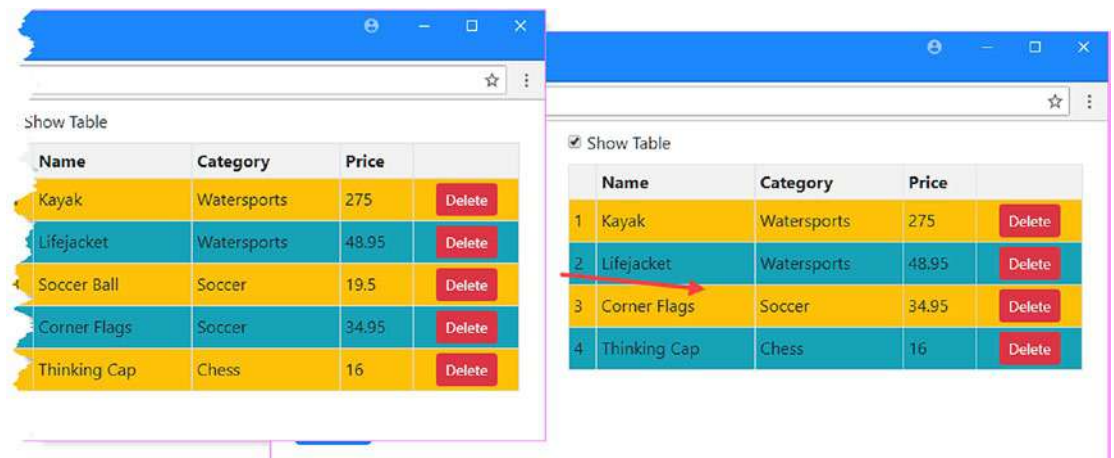 Show Table
Name Category Price
Kayak Watersports 275 Delete
Lifejacket Watersports 48.95 Delete
Soccer Ball Soccer 19.5 Delete
Corner Flags Soccer 34.95 Delete
Thinking Cap Chess 16 Delete
Show Table
Name Category Price
1 Kayak Watersports 275 Delete
2 Lifejacket Watersports 48.95 Delete
3 Corner Flags Soccer 34.95 Delete
4 Thinking Cap Chess 16 Delete